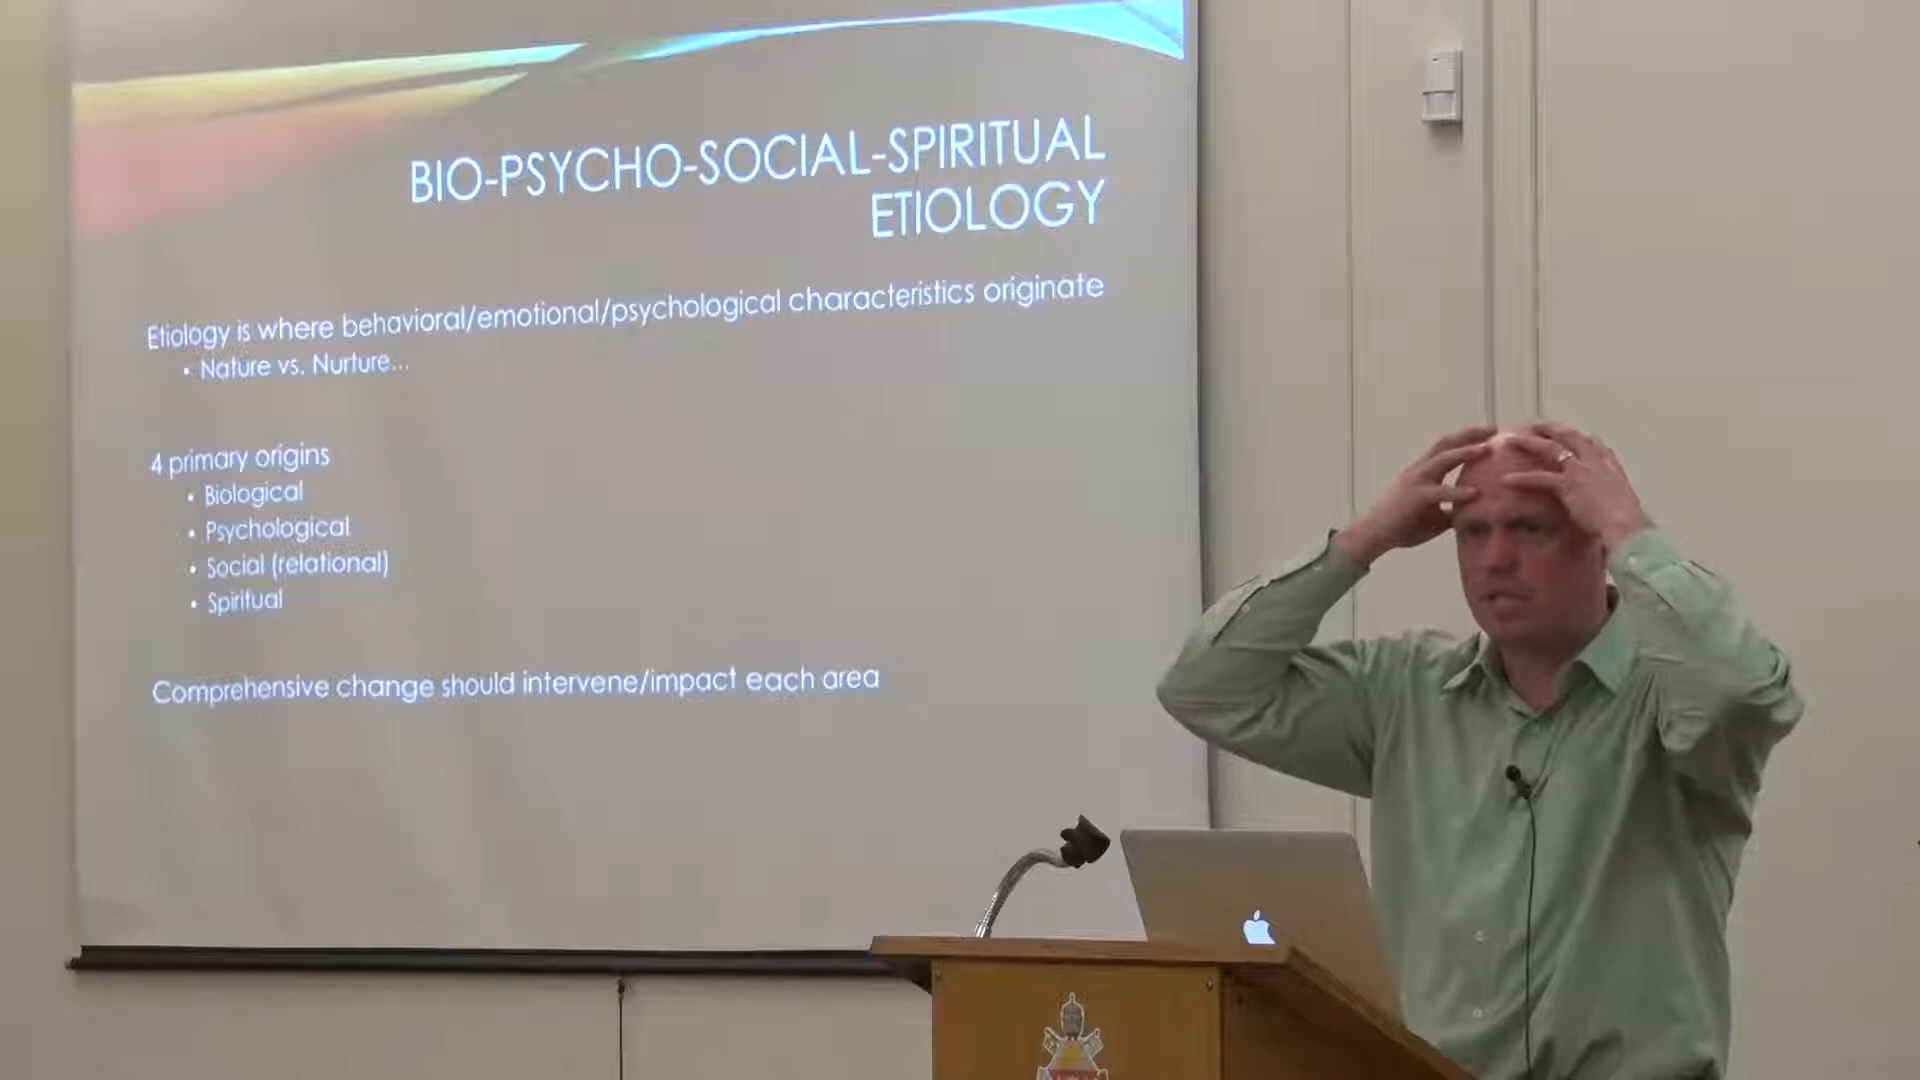 BIO-PSYCHO-SOCIAL-SPIRITUAL
ETIOLOGY
Etiology is where behavioral/emotional/psychological characteristics originate
• Nature vs. Nurture...
4 primary origins
• Biological
• Psychological
• Social (relational)
• Spiritual
Comprehensive change should intervene/impact each area